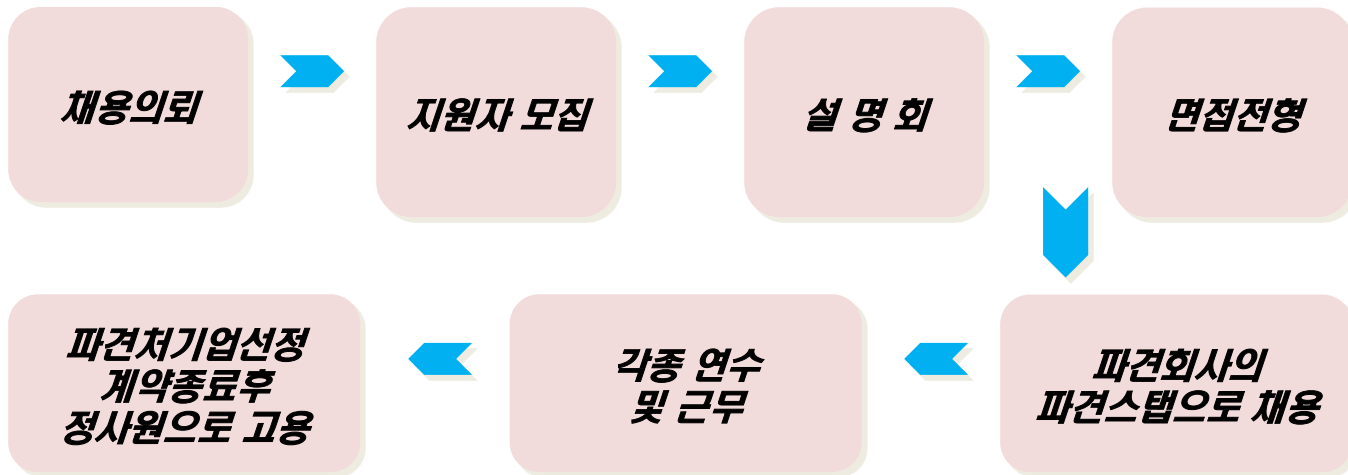 채용의뢰
지원자 모집
설 명 회
면접전형
파견회사의
파견스탭으로 채용
각종 연수
및 근무
파견처기업선정
계약종료후
정사원으로 고용